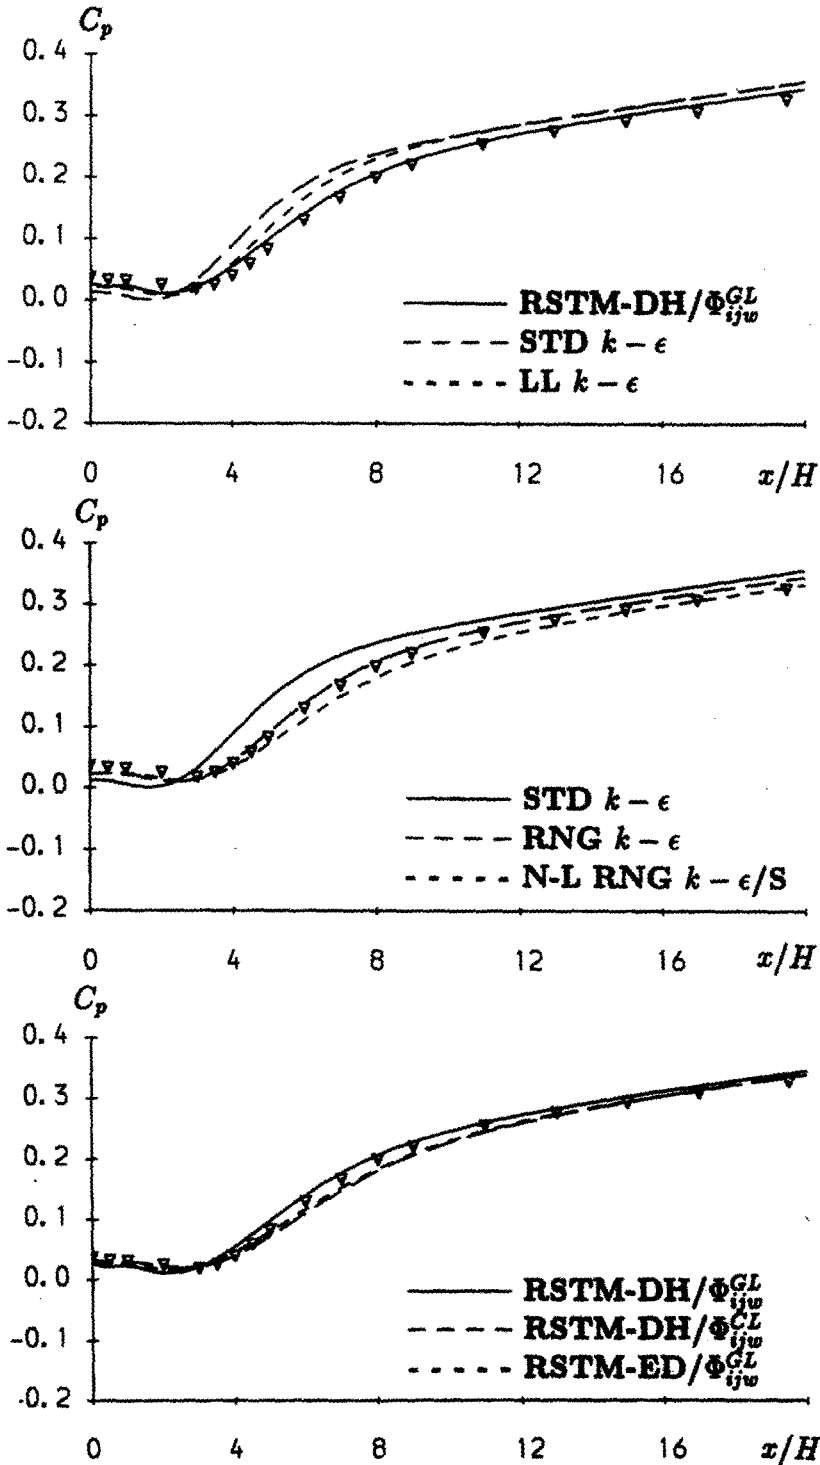 C_p
0.4
0.3
0.2
0.1
0.0
-0.1
-0.2
RSTM-DH/Φ_{ijw}^{GL}
STD k − ϵ
LL k − ϵ
0 4 8 12 16 x/H
C_p
0.4
0.3
0.2
0.1
0.0
-0.1
-0.2
STD k − ϵ
RNG k − ϵ
N-L RNG k − ϵ/S
0 4 8 12 16 x/H
C_p
0.4
0.3
0.2
0.1
0.0
-0.1
-0.2
RSTM-DH/Φ_{ijw}^{GL}
RSTM-DH/Φ_{ijw}^{CL}
RSTM-ED/Φ_{ijw}^{GL}
0 4 8 12 16 x/H